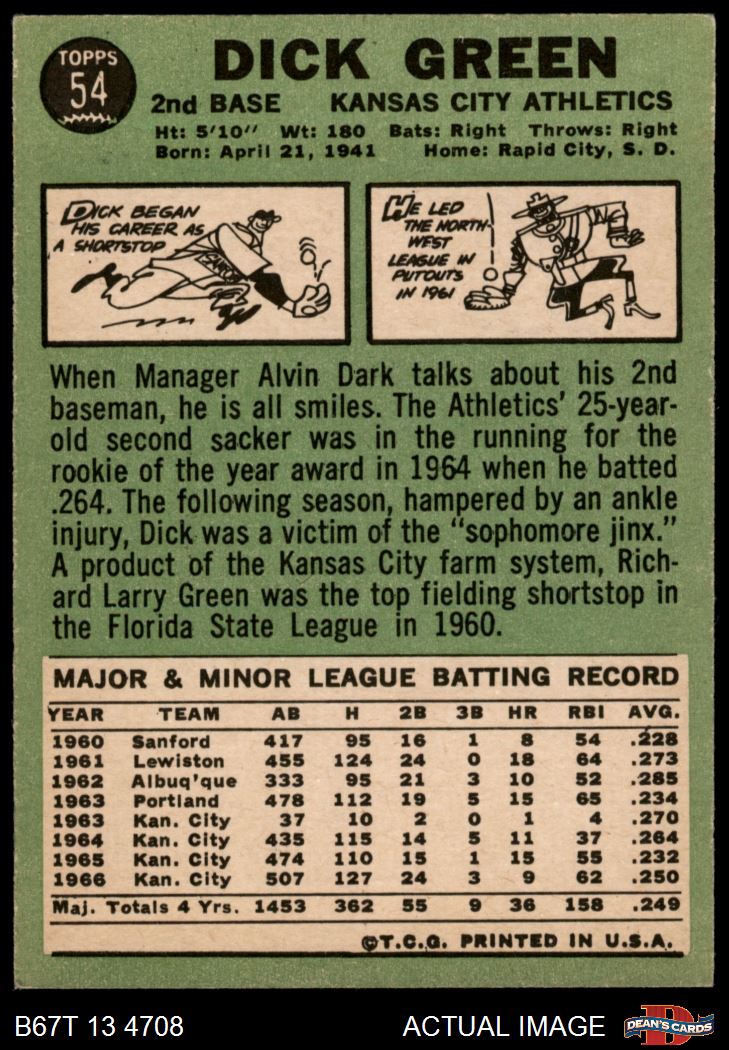 TOPPS
54
DICK GREEN
2nd BASE KANSAS CITY ATHLETICS
Ht: 5'10" Wt: 180 Bats: Right Throws: Right
Born: April 21, 1941 Home: Rapid City, S. D.
DICK BEGAN
HIS CAREER AS
A SHORTSTOP
HE LED
THE NORTH-
WEST
LEAGUE IN
PUTOUTS
IN 1961
When Manager Alvin Dark talks about his 2nd
baseman, he is all smiles. The Athletics' 25-year-
old second sacker was in the running for the
rookie of the year award in 1964 when he batted
.264. The following season, hampered by an ankle
injury, Dick was a victim of the "sophomore jinx."
A product of the Kansas City farm system, Rich-
ard Larry Green was the top fielding shortstop in
the Florida State League in 1960.
MAJOR & MINOR LEAGUE BATTING RECORD
YEAR TEAM AB H 2B 3B HR RBI AVG.
1960 Sanford 417 95 16 1 8 54 .228
1961 Lewiston 455 124 24 0 18 64 .273
1962 Albuq'que 333 95 21 3 10 52 .285
1963 Portland 478 112 19 5 15 65 .234
1963 Kan. City 37 10 2 0 1 4 .270
1964 Kan. City 435 115 14 5 11 37 .264
1965 Kan. City 474 110 15 1 15 55 .232
1966 Kan. City 507 127 24 3 9 62 .250
Maj. Totals 4 Yrs. 1453 362 55 9 36 158 .249
©T.C.G. PRINTED IN U.S.A.
B67T 13 4708 ACTUAL IMAGE
DEAN'S CARDS